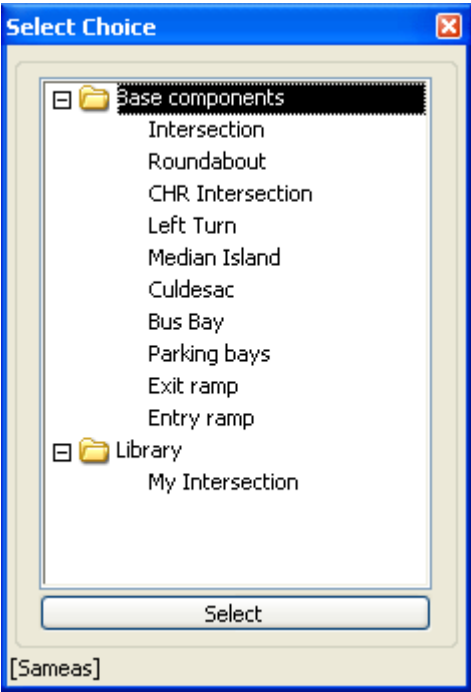 Select Choice
Base components
Intersection
Roundabout
CHR Intersection
Left Turn
Median Island
Culdesac
Bus Bay
Parking bays
Exit ramp
Entry ramp
Library
My Intersection
Select
[Sameas]